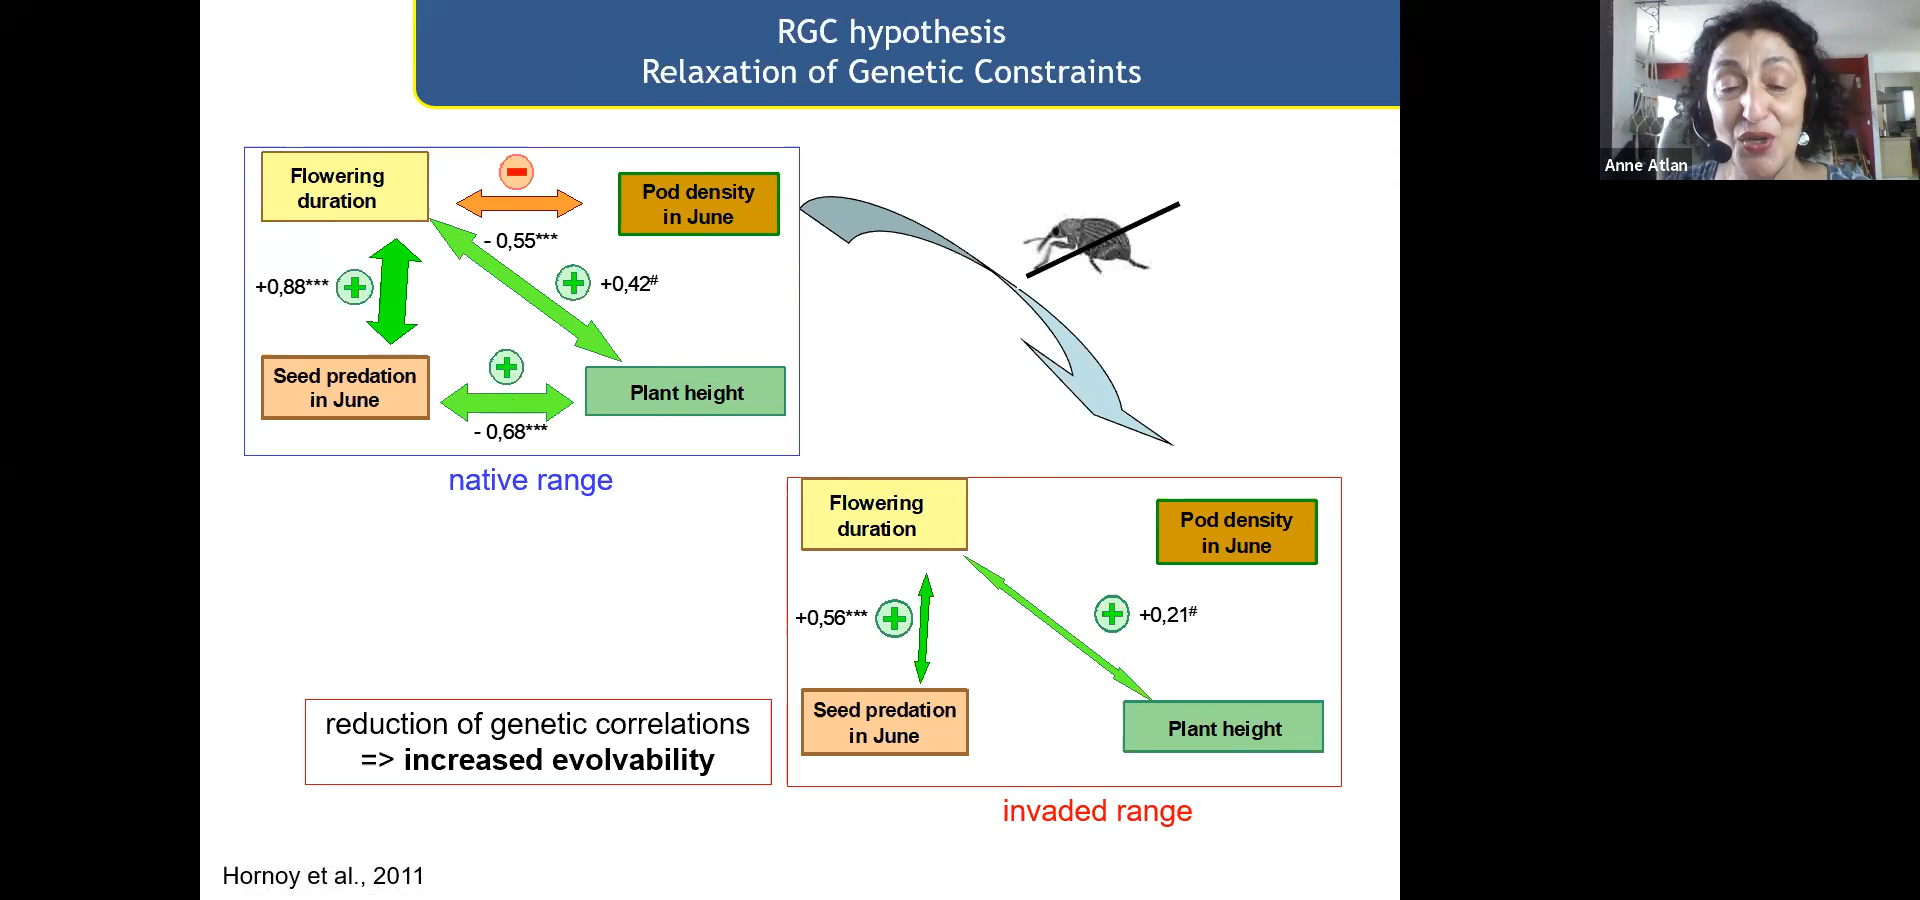 RGC hypothesis
Relaxation of Genetic Constraints
Anne Atlan
Flowering
duration
Pod density
in June
- 0,55***
+0,88***
+0,42#
Seed predation
in June
Plant height
- 0,68***
native range
Flowering
duration
Pod density
in June
+0,56***
+0,21#
Seed predation
in June
Plant height
reduction of genetic correlations
=> increased evolvability
invaded range
Hornoy et al., 2011